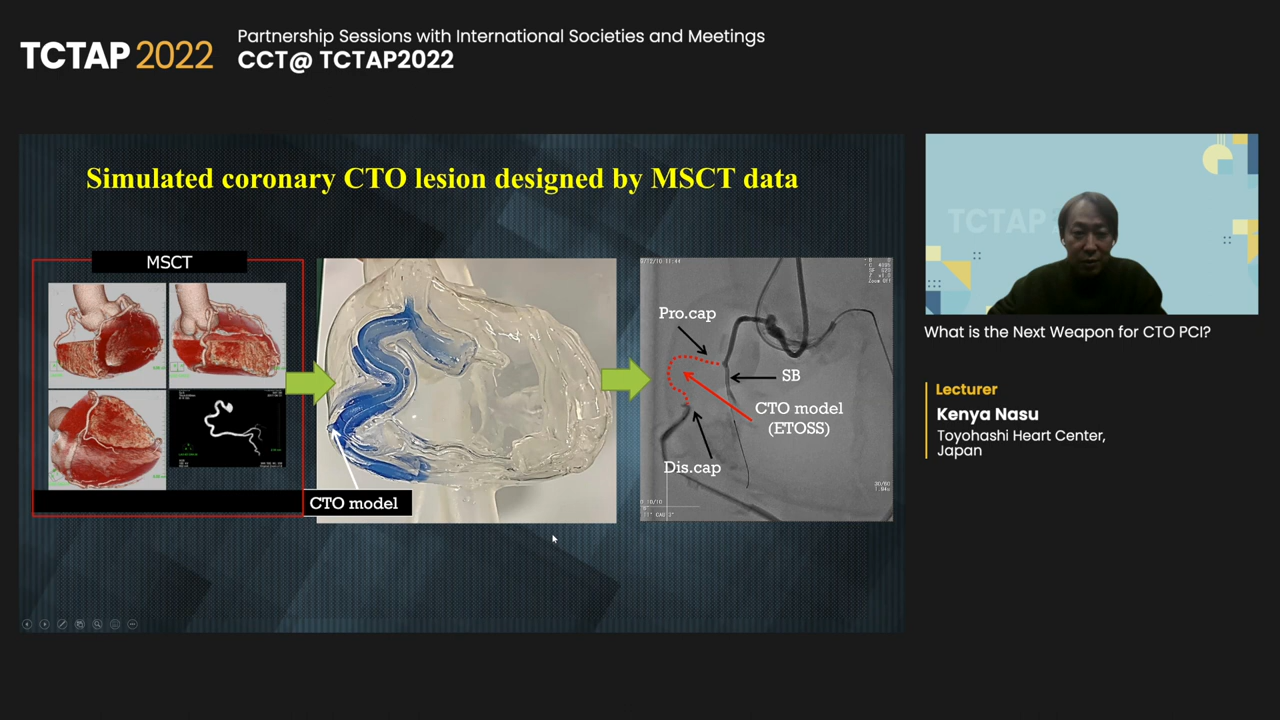 TCTAP 2022
Partnership Sessions with International Societies and Meetings
CCT@ TCTAP2022
Simulated coronary CTO lesion designed by MSCT data
MSCT
CTO model
Pro.cap
SB
CTO model
(ETOSS)
Dis.cap
TCTAP
What is the Next Weapon for CTO PCI?
Lecturer
Kenya Nasu
Toyohashi Heart Center,
Japan